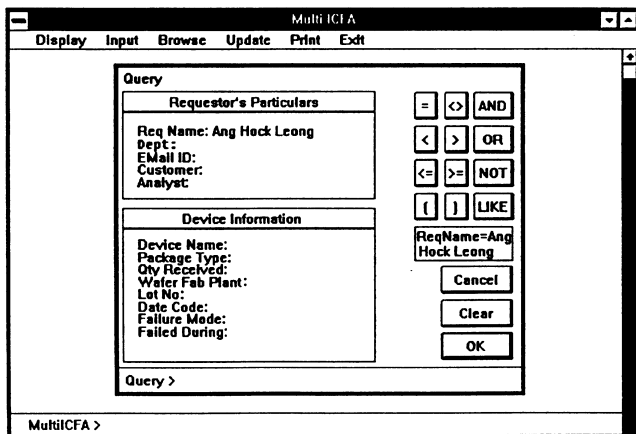 Multi ICFA
Display Input Browse Update Print Exit
Query
Requestor's Particulars
Req Name: Ang Hock Leong
Dept:
EMail ID:
Customer:
Analyst:
Device Information
Device Name:
Package Type:
Qty Received:
Wafer Fab Plant:
Lot No:
Date Code:
Failure Mode:
Failed During:
= <> AND
< > OR
<= >= NOT
( ) LIKE
ReqName=Ang
Hock Leong
Cancel
Clear
OK
Query >
MultiICFA >